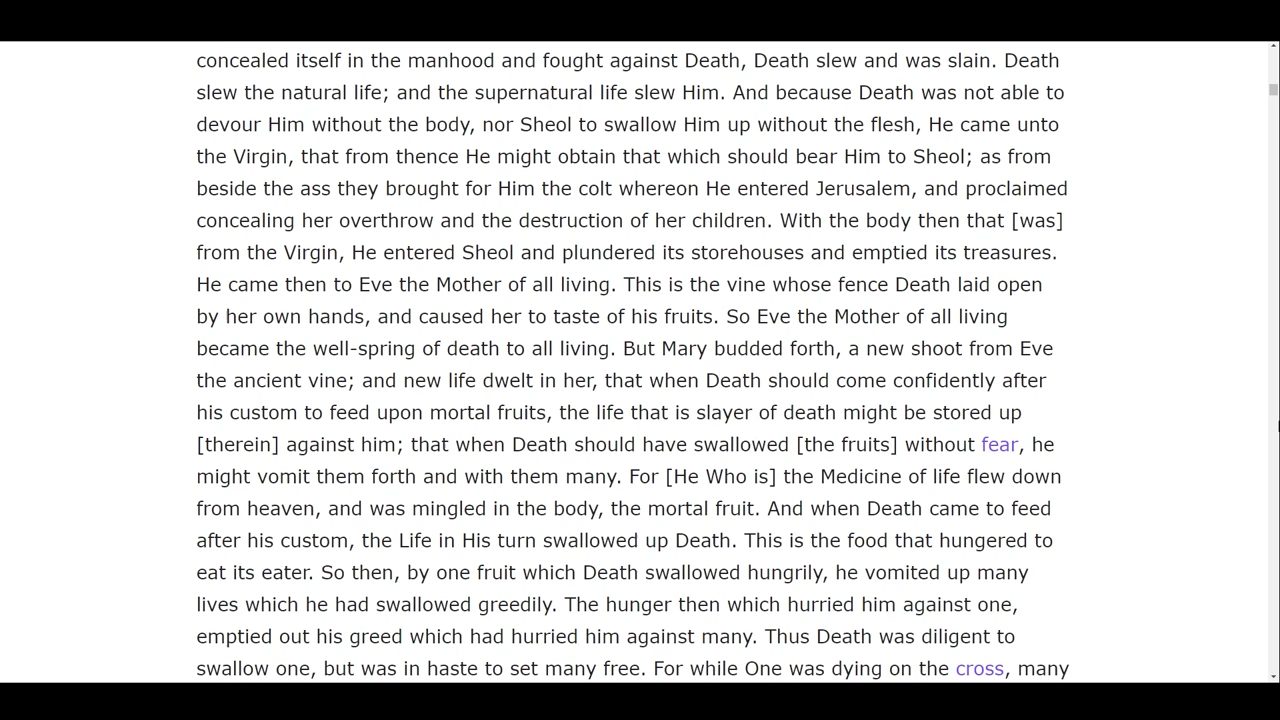 concealed itself in the manhood and fought against Death, Death slew and was slain. Death
slew the natural life; and the supernatural life slew Him. And because Death was not able to
devour Him without the body, nor Sheol to swallow Him up without the flesh, He came unto
the Virgin, that from thence He might obtain that which should bear Him to Sheol; as from
beside the ass they brought for Him the colt whereon He entered Jerusalem, and proclaimed
concealing her overthrow and the destruction of her children. With the body then that [was]
from the Virgin, He entered Sheol and plundered its storehouses and emptied its treasures.
He came then to Eve the Mother of all living. This is the vine whose fence Death laid open
by her own hands, and caused her to taste of his fruits. So Eve the Mother of all living
became the well-spring of death to all living. But Mary budded forth, a new shoot from Eve
the ancient vine; and new life dwelt in her, that when Death should come confidently after
his custom to feed upon mortal fruits, the life that is slayer of death might be stored up
[therein] against him; that when Death should have swallowed [the fruits] without fear, he
might vomit them forth and with them many. For [He Who is] the Medicine of life flew down
from heaven, and was mingled in the body, the mortal fruit. And when Death came to feed
after his custom, the Life in His turn swallowed up Death. This is the food that hungered to
eat its eater. So then, by one fruit which Death swallowed hungrily, he vomited up many
lives which he had swallowed greedily. The hunger then which hurried him against one,
emptied out his greed which had hurried him against many. Thus Death was diligent to
swallow one, but was in haste to set many free. For while One was dying on the cross, many